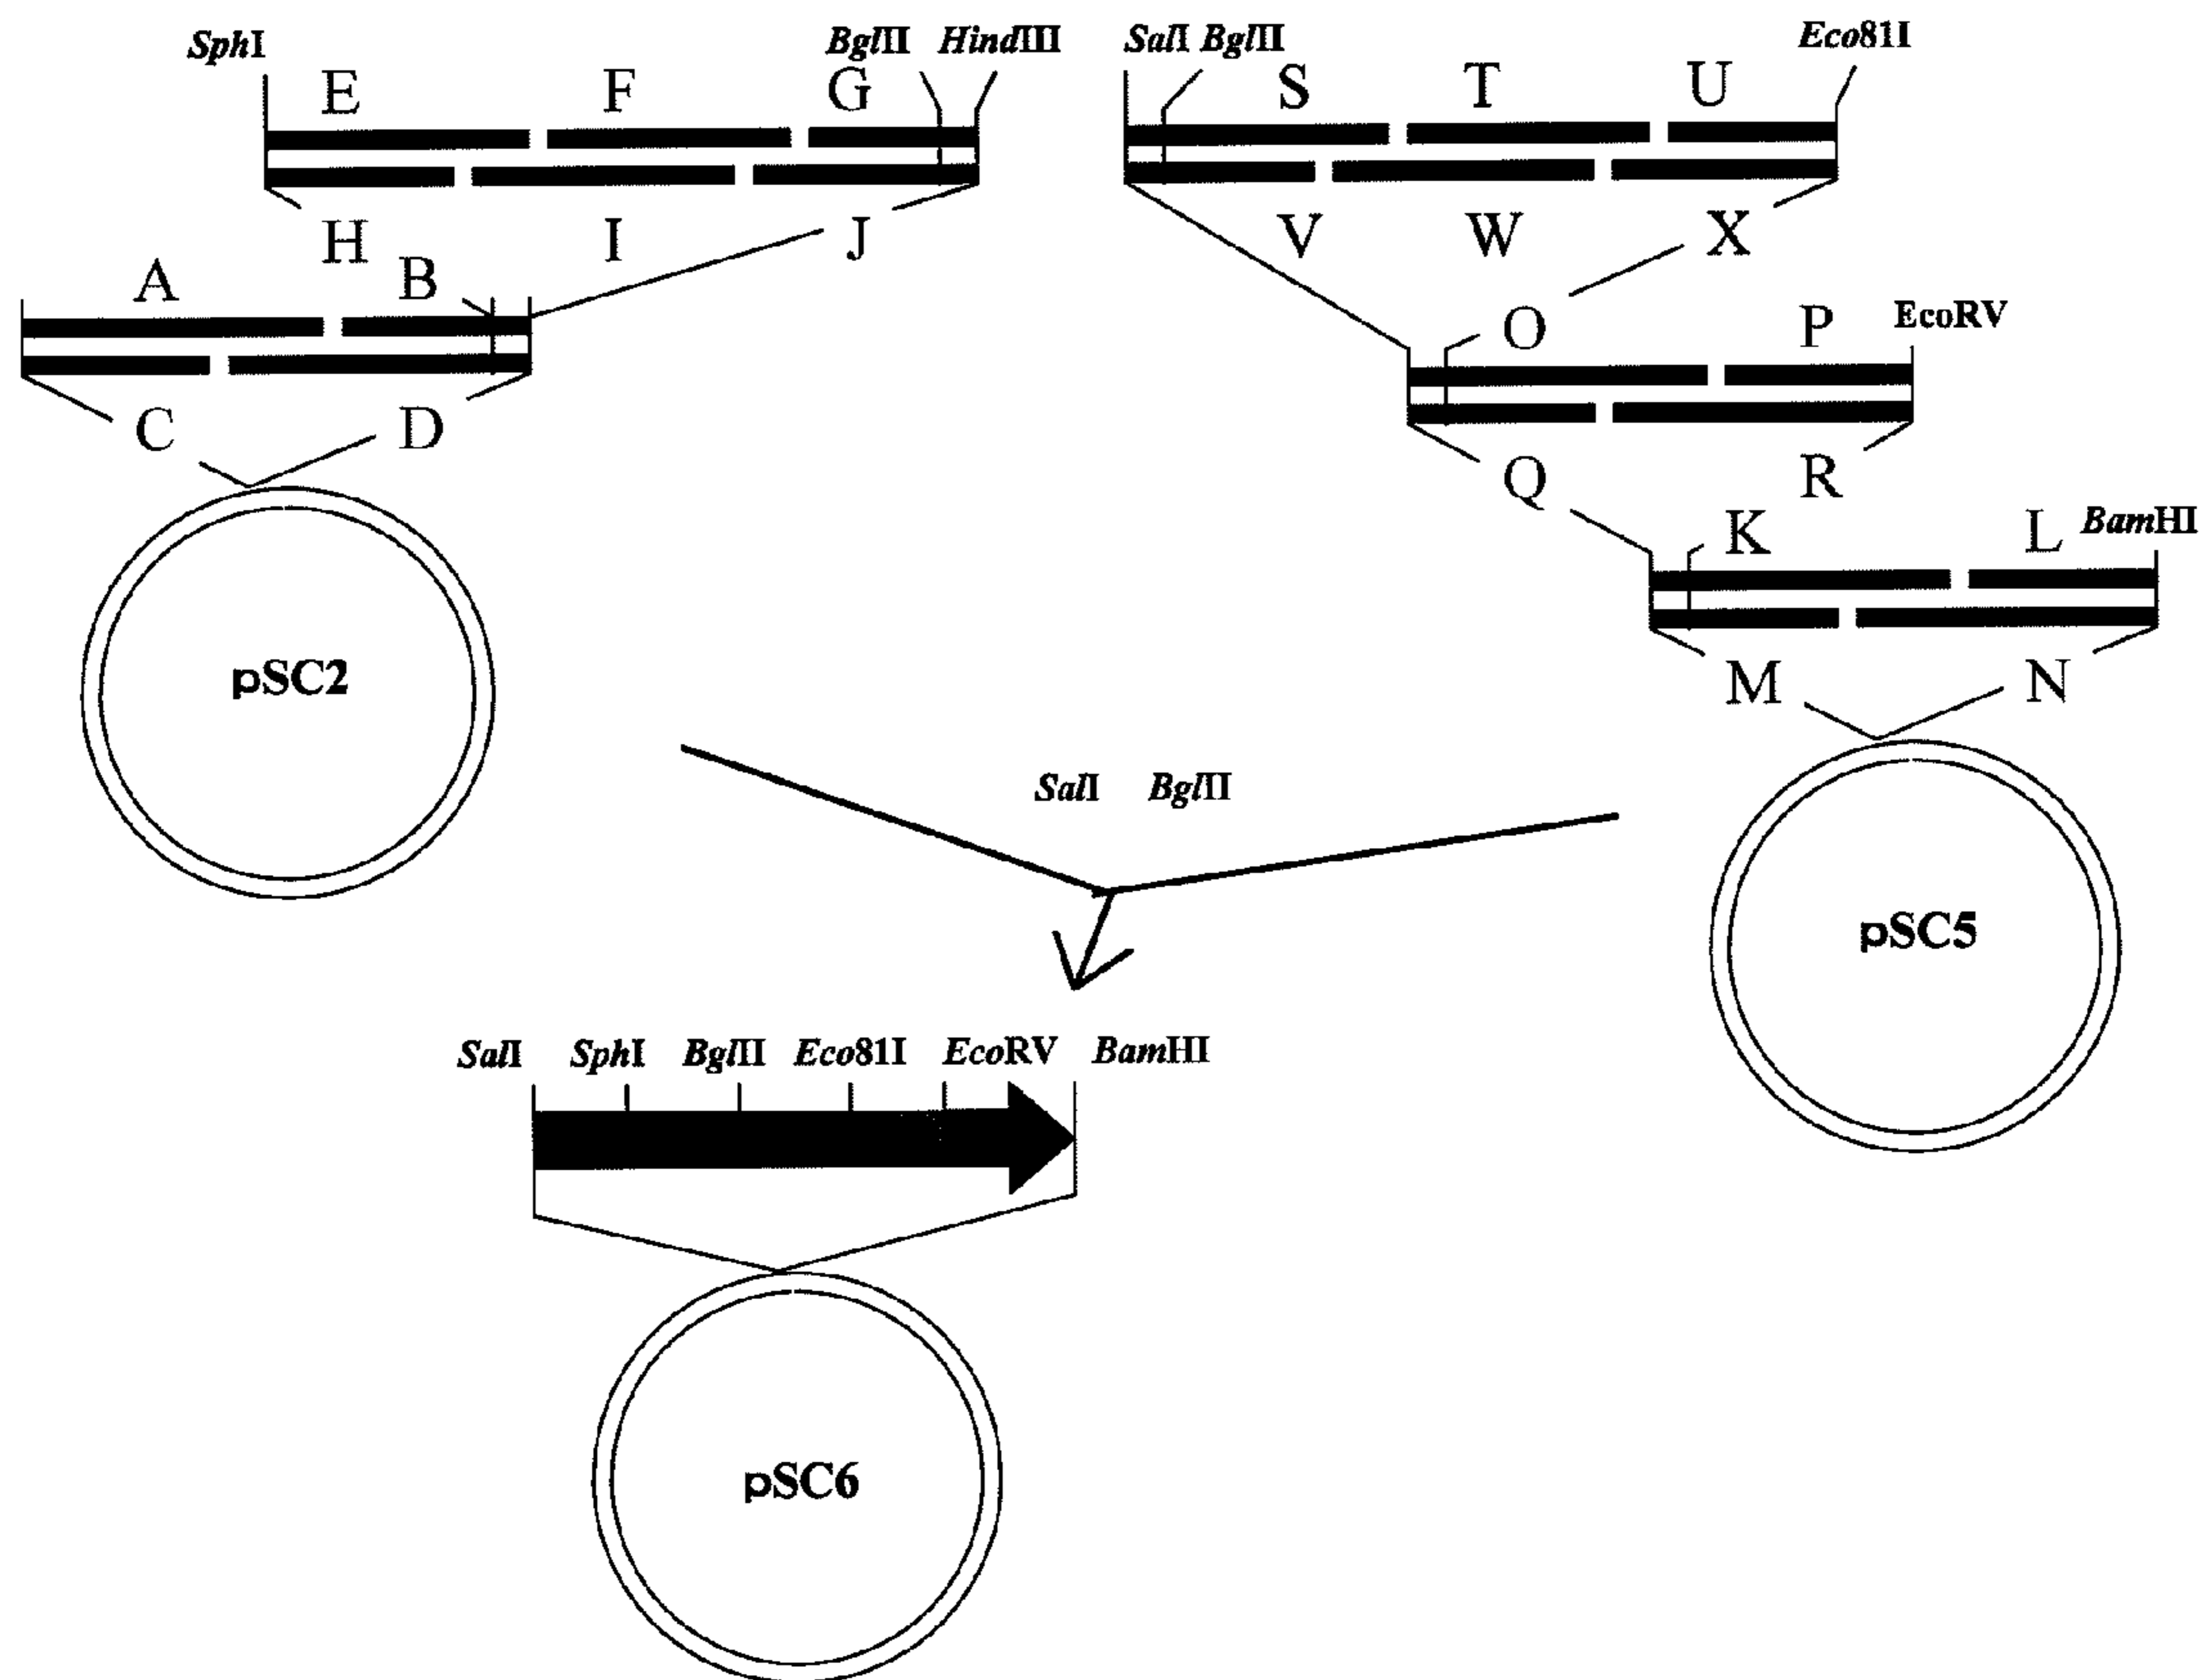 SphI BglII HindIII SalI BglII Eco81I
E F G S T U
H I J V W X
A B O P EcoRV
C D Q R
K L BamHI
pSC2 M N
SalI BglII
pSC5
SalI SphI BglII Eco81I EcoRV BamHI
pSC6